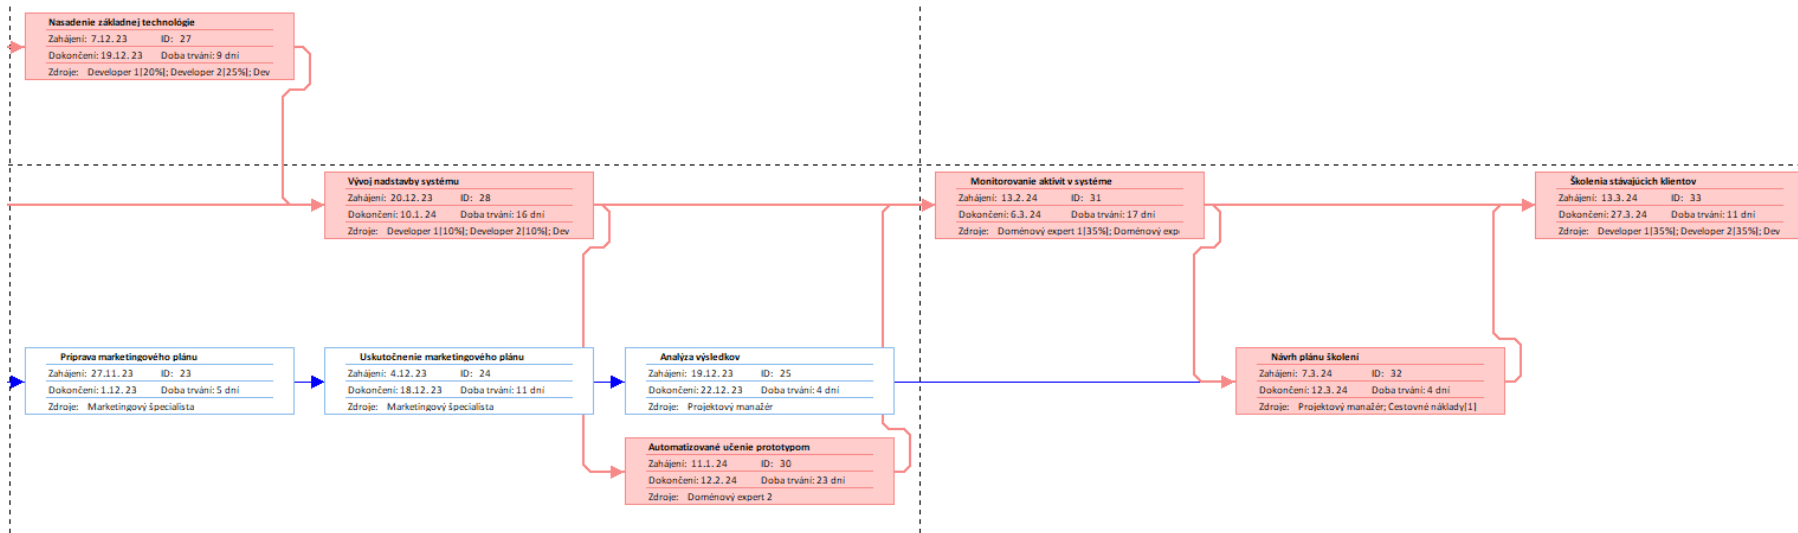 Nasadenie základnej technológie
Zahájení: 7.12.23 ID: 27
Dokončení: 19.12.23 Doba trvání: 9 dní
Zdroje: Developer 1[20%]; Developer 2[25%]; Dev
Vývoj nadstavby systému
Zahájení: 20.12.23 ID: 28
Dokončení: 10.1.24 Doba trvání: 16 dní
Zdroje: Developer 1[10%]; Developer 2[10%]; Dev
Monitorovanie aktivit v systéme
Zahájení: 13.2.24 ID: 31
Dokončení: 6.3.24 Doba trvání: 17 dní
Zdroje: Doménový expert 1[35%]; Doménový exp
Školenia stávajúcich klientov
Zahájení: 13.3.24 ID: 33
Dokončení: 27.3.24 Doba trvání: 11 dní
Zdroje: Developer 1[35%]; Developer 2[35%]; Dev
Príprava marketingového plánu
Zahájení: 27.11.23 ID: 23
Dokončení: 1.12.23 Doba trvání: 5 dní
Zdroje: Marketingový špecialista
Uskutočnenie marketingového plánu
Zahájení: 4.12.23 ID: 24
Dokončení: 18.12.23 Doba trvání: 11 dní
Zdroje: Marketingový špecialista
Analýza výsledkov
Zahájení: 19.12.23 ID: 25
Dokončení: 22.12.23 Doba trvání: 4 dní
Zdroje: Projektový manažér
Návrh plánu školení
Zahájení: 7.3.24 ID: 32
Dokončení: 12.3.24 Doba trvání: 4 dní
Zdroje: Projektový manažér; Cestovné náklady[1]
Automatizované učenie prototypom
Zahájení: 11.1.24 ID: 30
Dokončení: 12.2.24 Doba trvání: 23 dní
Zdroje: Doménový expert 2